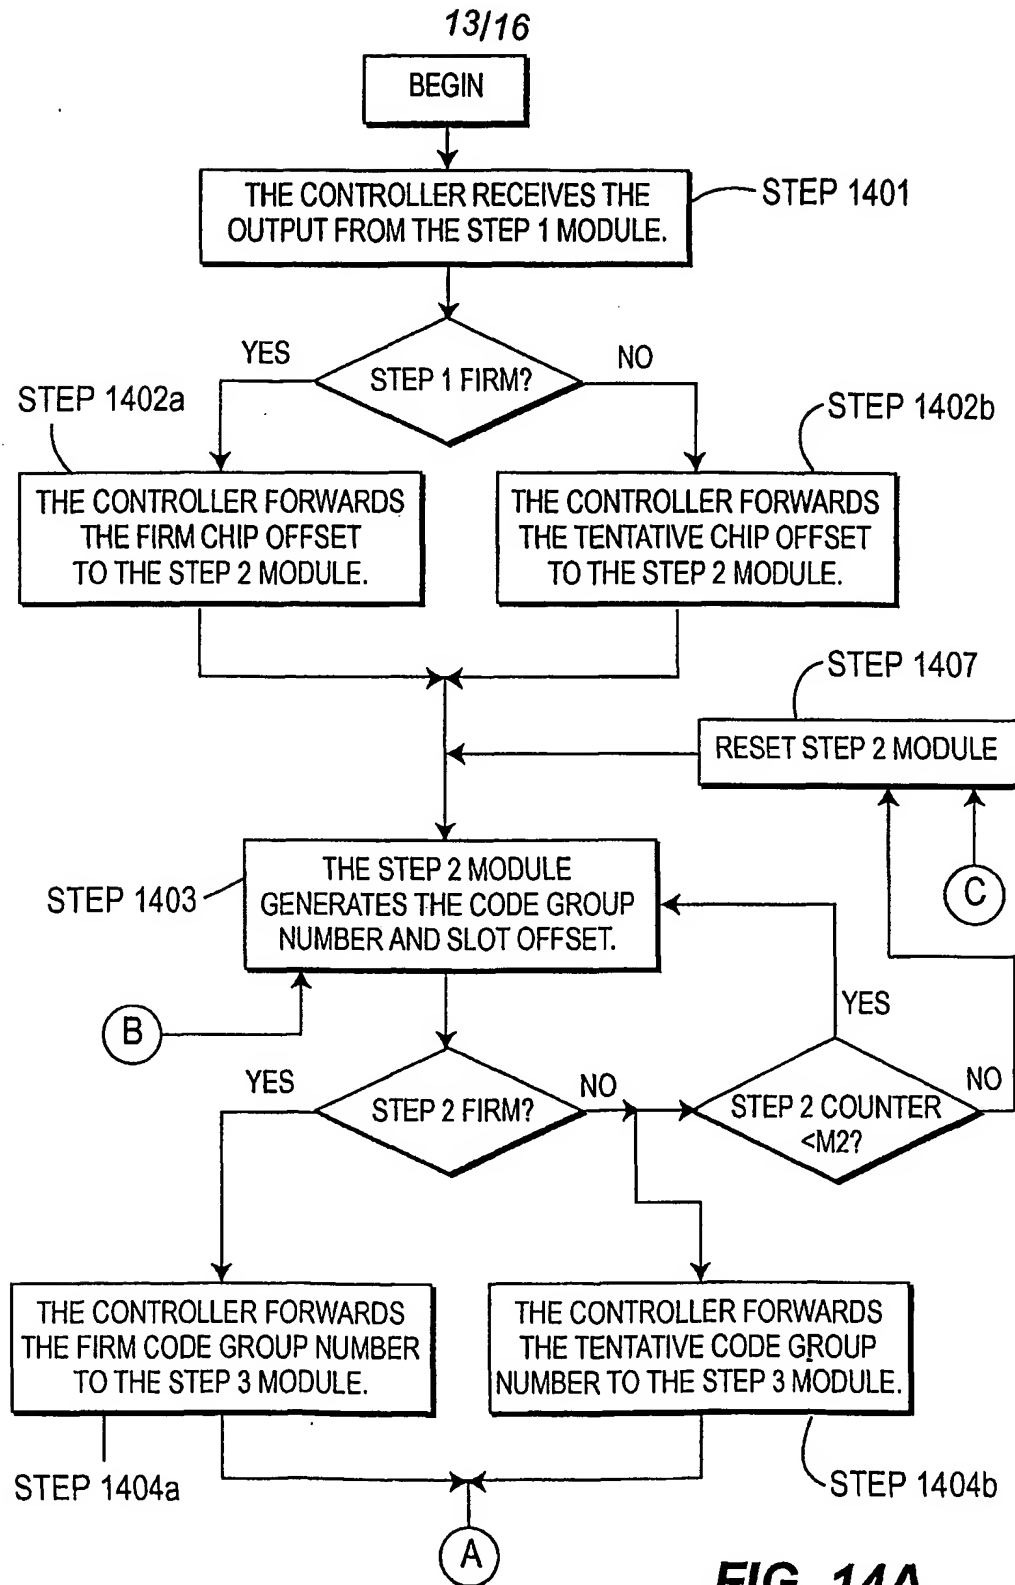 13/16
BEGIN
THE CONTROLLER RECEIVES THE
OUTPUT FROM THE STEP 1 MODULE.
STEP 1401
YES
STEP 1 FIRM?
NO
STEP 1402a
STEP 1402b
THE CONTROLLER FORWARDS
THE FIRM CHIP OFFSET
TO THE STEP 2 MODULE.
THE CONTROLLER FORWARDS
THE TENTATIVE CHIP OFFSET
TO THE STEP 2 MODULE.
STEP 1407
RESET STEP 2 MODULE
STEP 1403
THE STEP 2 MODULE
GENERATES THE CODE GROUP
NUMBER AND SLOT OFFSET.
C
B
YES
STEP 2 FIRM?
NO
YES
STEP 2 COUNTER
<M2?
NO
THE CONTROLLER FORWARDS
THE FIRM CODE GROUP NUMBER
TO THE STEP 3 MODULE.
THE CONTROLLER FORWARDS
THE TENTATIVE CODE GROUP
NUMBER TO THE STEP 3 MODULE.
STEP 1404a
STEP 1404b
A
FIG. 14A